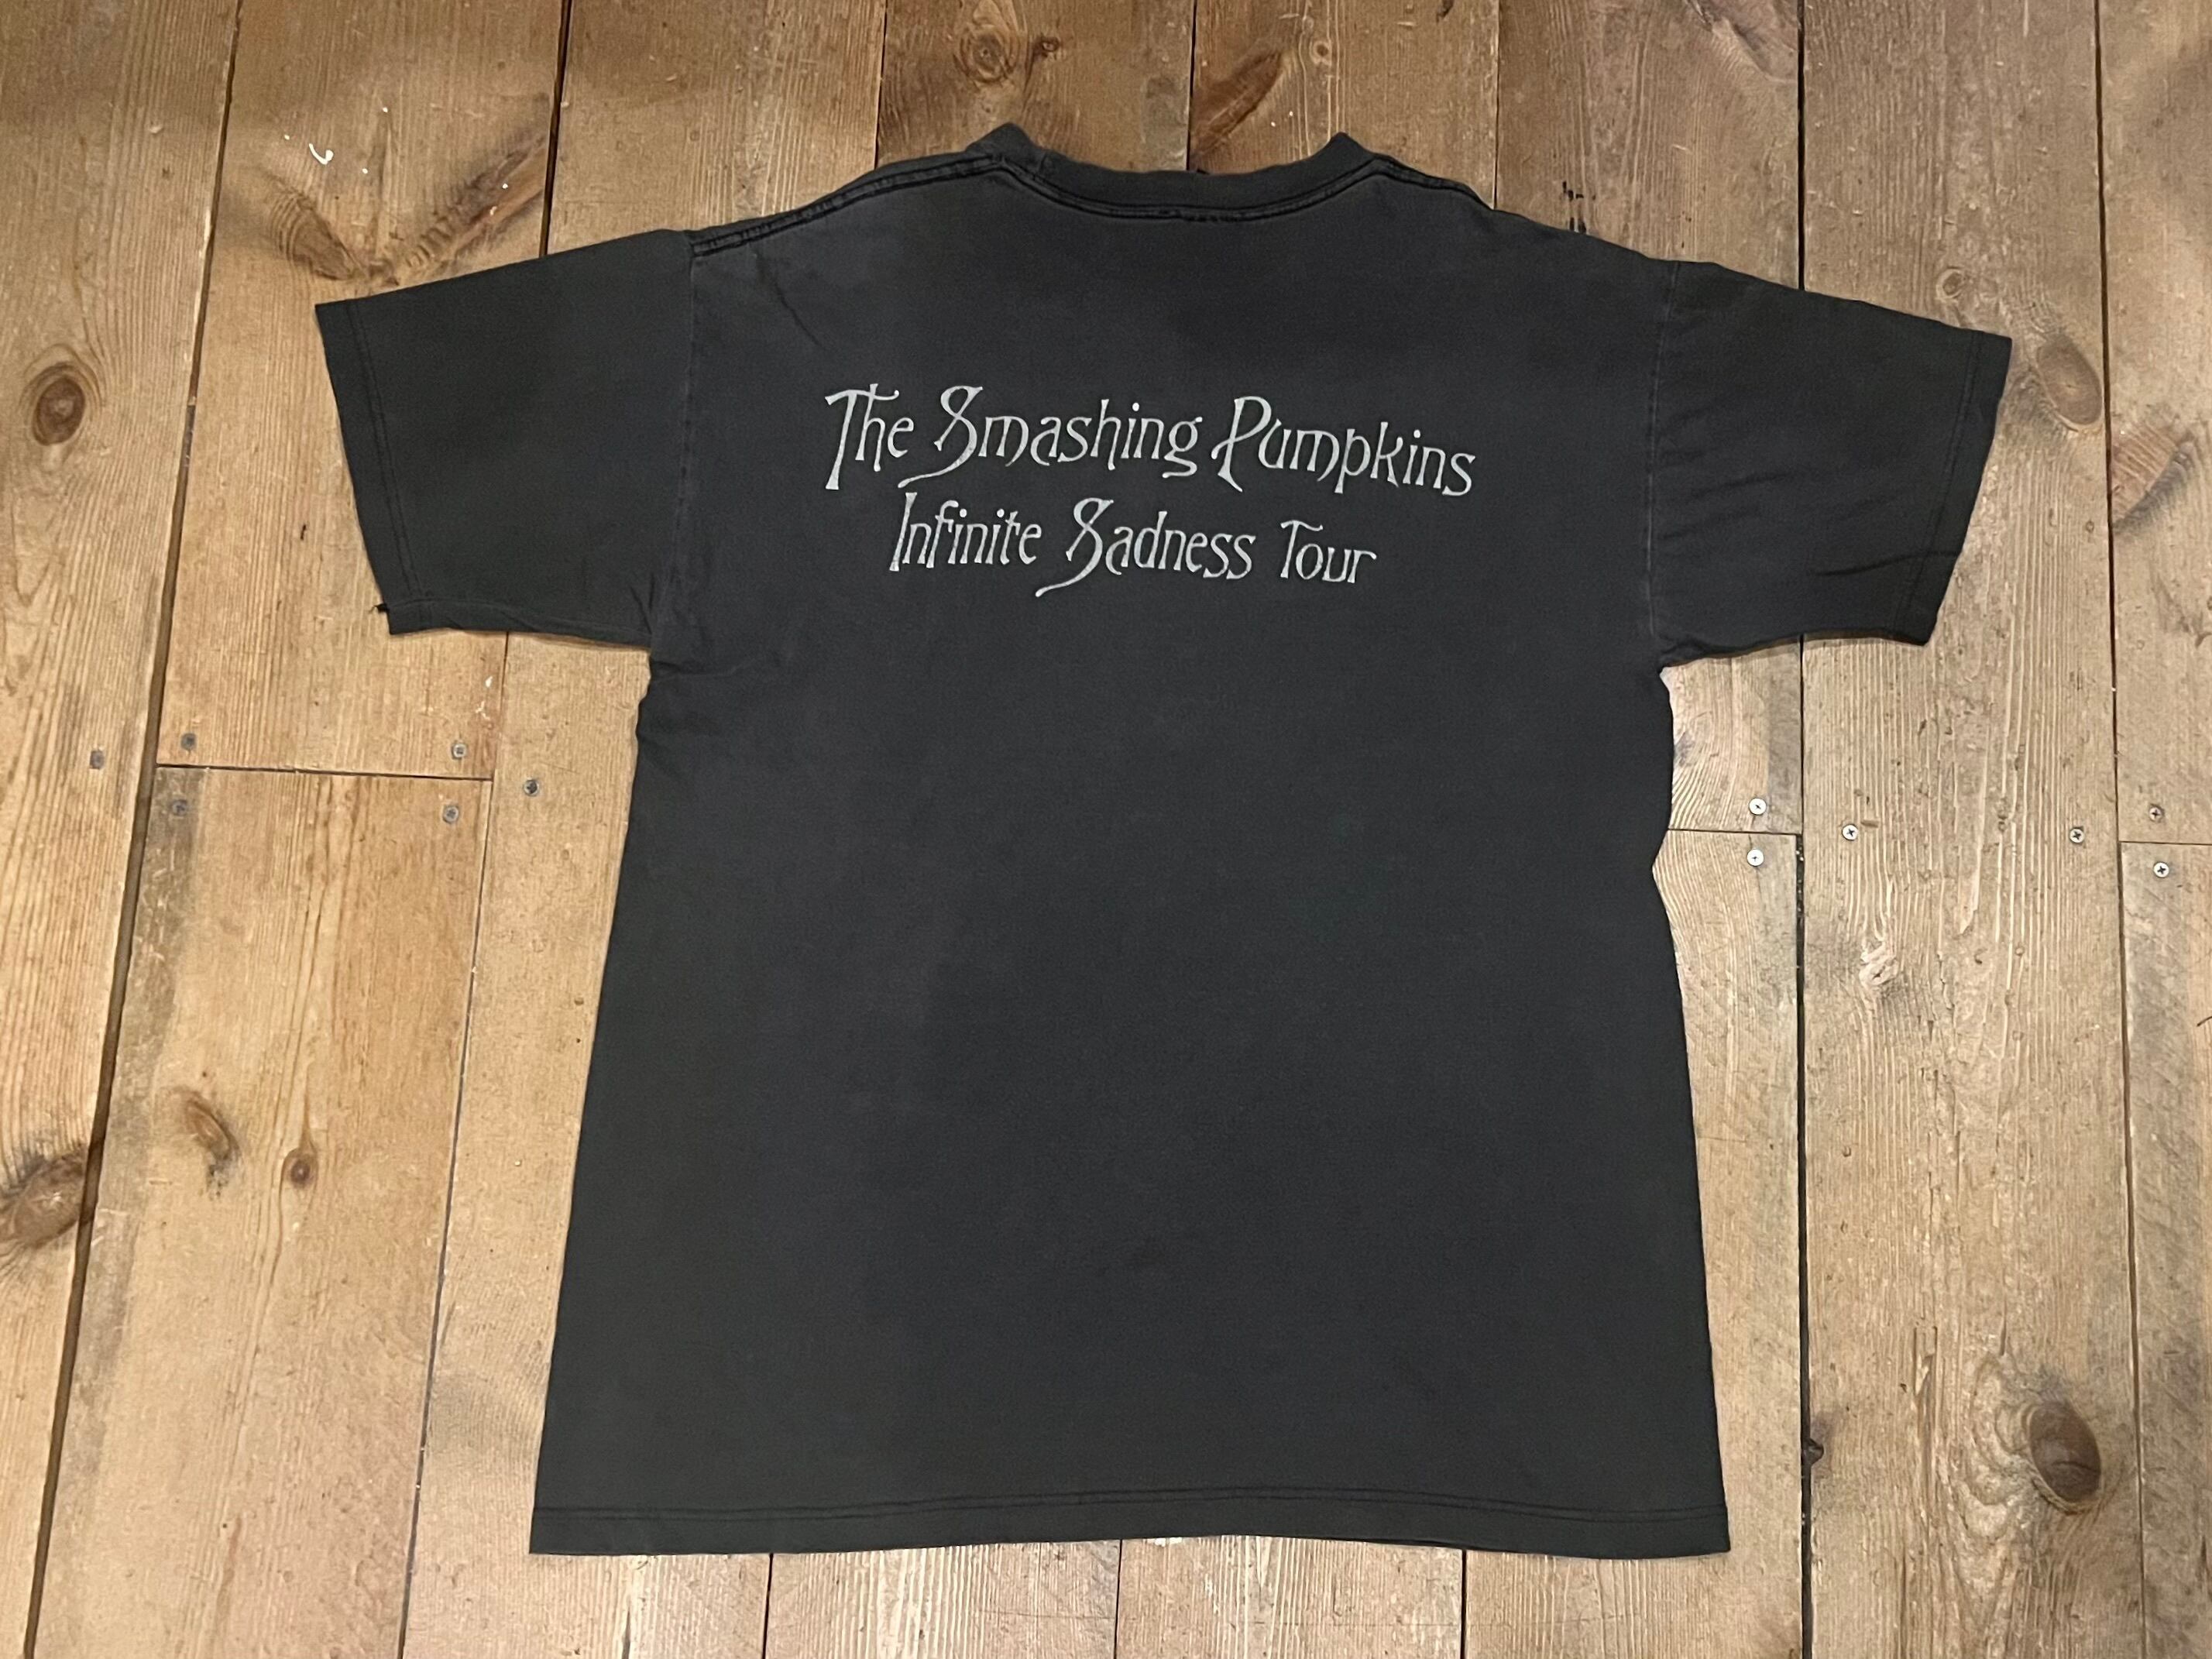 The Smashing Pumpkins
Infinite Sadness Tour